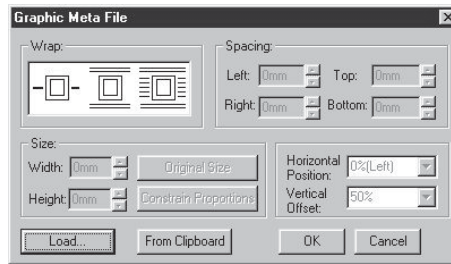 Graphic Meta File
Wrap:
Spacing:
Left: 0mm Top: 0mm
Right: 0mm Bottom: 0mm
Size:
Width: 0mm Original Size
Height: 0mm Constrain Proportions
Horizontal Position: 0%(Left)
Vertical Offset: 50%
Load... From Clipboard OK Cancel